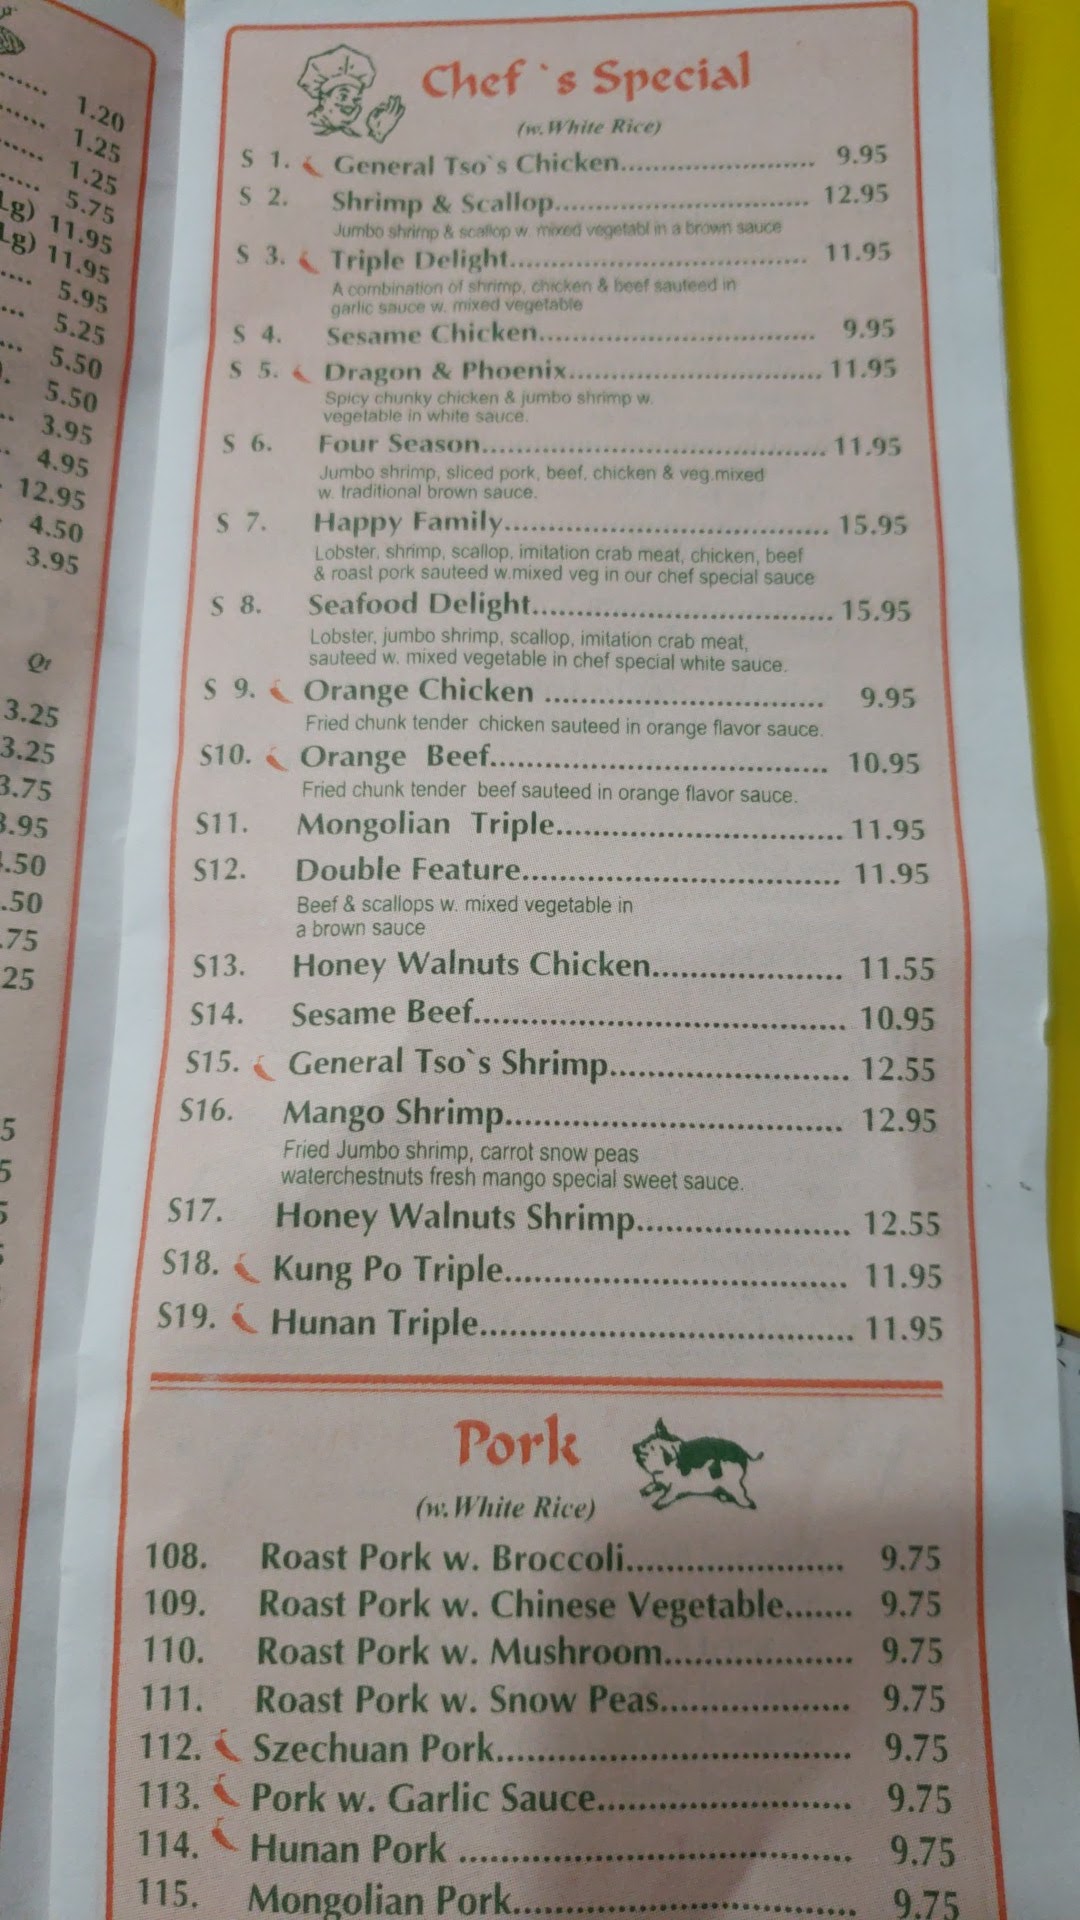 1.20
1.25
1.25
5.75
Lg) 11.95
Lg) 11.95
5.95
5.25
5.50
5.50
3.95
4.95
12.95
4.50
3.95
Qt
3.25
3.25
3.75
.95
.50
.50
.75
25
5
5
5
Chef `s Special
(w. White Rice)
S 1. General Tso`s Chicken........................ 9.95
S 2. Shrimp & Scallop................................ 12.95
Jumbo shrimp & scallop w. mixed vegetabl in a brown sauce
S 3. Triple Delight..................................... 11.95
A combination of shrimp, chicken & beef sauteed in
garlic sauce w. mixed vegetable
S 4. Sesame Chicken.................................. 9.95
S 5. Dragon & Phoenix............................... 11.95
Spicy chunky chicken & jumbo shrimp w.
vegetable in white sauce.
S 6. Four Season.......................................... 11.95
Jumbo shrimp, sliced pork, beef, chicken & veg.mixed
w. traditional brown sauce.
S 7. Happy Family....................................... 15.95
Lobster, shrimp, scallop, imitation crab meat, chicken, beef
& roast pork sauteed w.mixed veg in our chef special sauce
S 8. Seafood Delight................................... 15.95
Lobster, jumbo shrimp, scallop, imitation crab meat,
sauteed w. mixed vegetable in chef special white sauce.
S 9. Orange Chicken ................................. 9.95
Fried chunk tender chicken sauteed in orange flavor sauce.
S10. Orange Beef........................................ 10.95
Fried chunk tender beef sauteed in orange flavor sauce.
S11. Mongolian Triple.................................. 11.95
S12. Double Feature..................................... 11.95
Beef & scallops w. mixed vegetable in
a brown sauce
S13. Honey Walnuts Chicken...................... 11.55
S14. Sesame Beef........................................... 10.95
S15. General Tso`s Shrimp........................... 12.55
S16. Mango Shrimp....................................... 12.95
Fried Jumbo shrimp, carrot snow peas
waterchestnuts fresh mango special sweet sauce.
S17. Honey Walnuts Shrimp........................ 12.55
S18. Kung Po Triple....................................... 11.95
S19. Hunan Triple.......................................... 11.95
Pork
(w. White Rice)
108. Roast Pork w. Broccoli........................ 9.75
109. Roast Pork w. Chinese Vegetable....... 9.75
110. Roast Pork w. Mushroom.................... 9.75
111. Roast Pork w. Snow Peas.................... 9.75
112. Szechuan Pork....................................... 9.75
113. Pork w. Garlic Sauce............................ 9.75
114. Hunan Pork ........................................... 9.75
115. Mongolian Pork..................................... 9.75